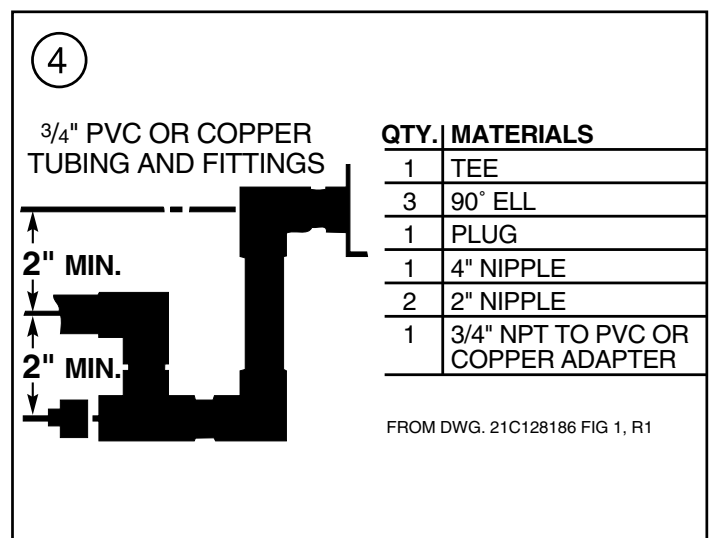 4
3/4" PVC OR COPPER
TUBING AND FITTINGS
2" MIN.
2" MIN.
QTY. MATERIALS
1 TEE
3 90° ELL
1 PLUG
1 4" NIPPLE
2 2" NIPPLE
1 3/4" NPT TO PVC OR
COPPER ADAPTER
FROM DWG. 21C128186 FIG 1, R1